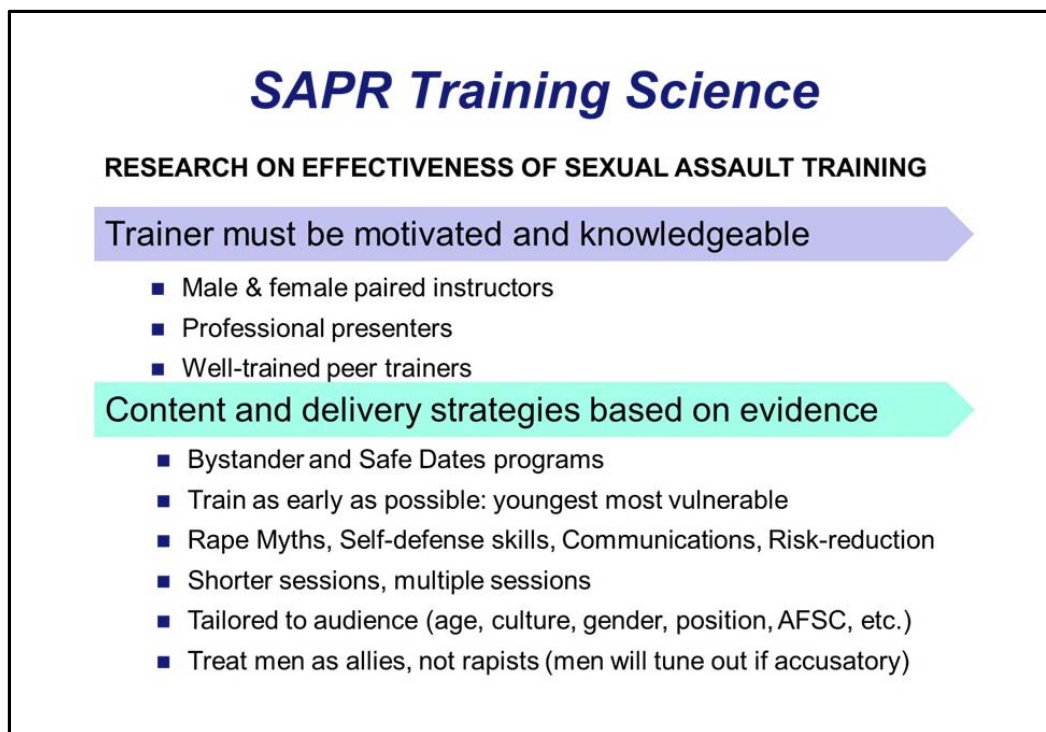 SAPR Training Science
RESEARCH ON EFFECTIVENESS OF SEXUAL ASSAULT TRAINING
Trainer must be motivated and knowledgeable
■ Male & female paired instructors
■ Professional presenters
■ Well-trained peer trainers
Content and delivery strategies based on evidence
■ Bystander and Safe Dates programs
■ Train as early as possible: youngest most vulnerable
■ Rape Myths, Self-defense skills, Communications, Risk-reduction
■ Shorter sessions, multiple sessions
■ Tailored to audience (age, culture, gender, position, AFSC, etc.)
■ Treat men as allies, not rapists (men will tune out if accusatory)